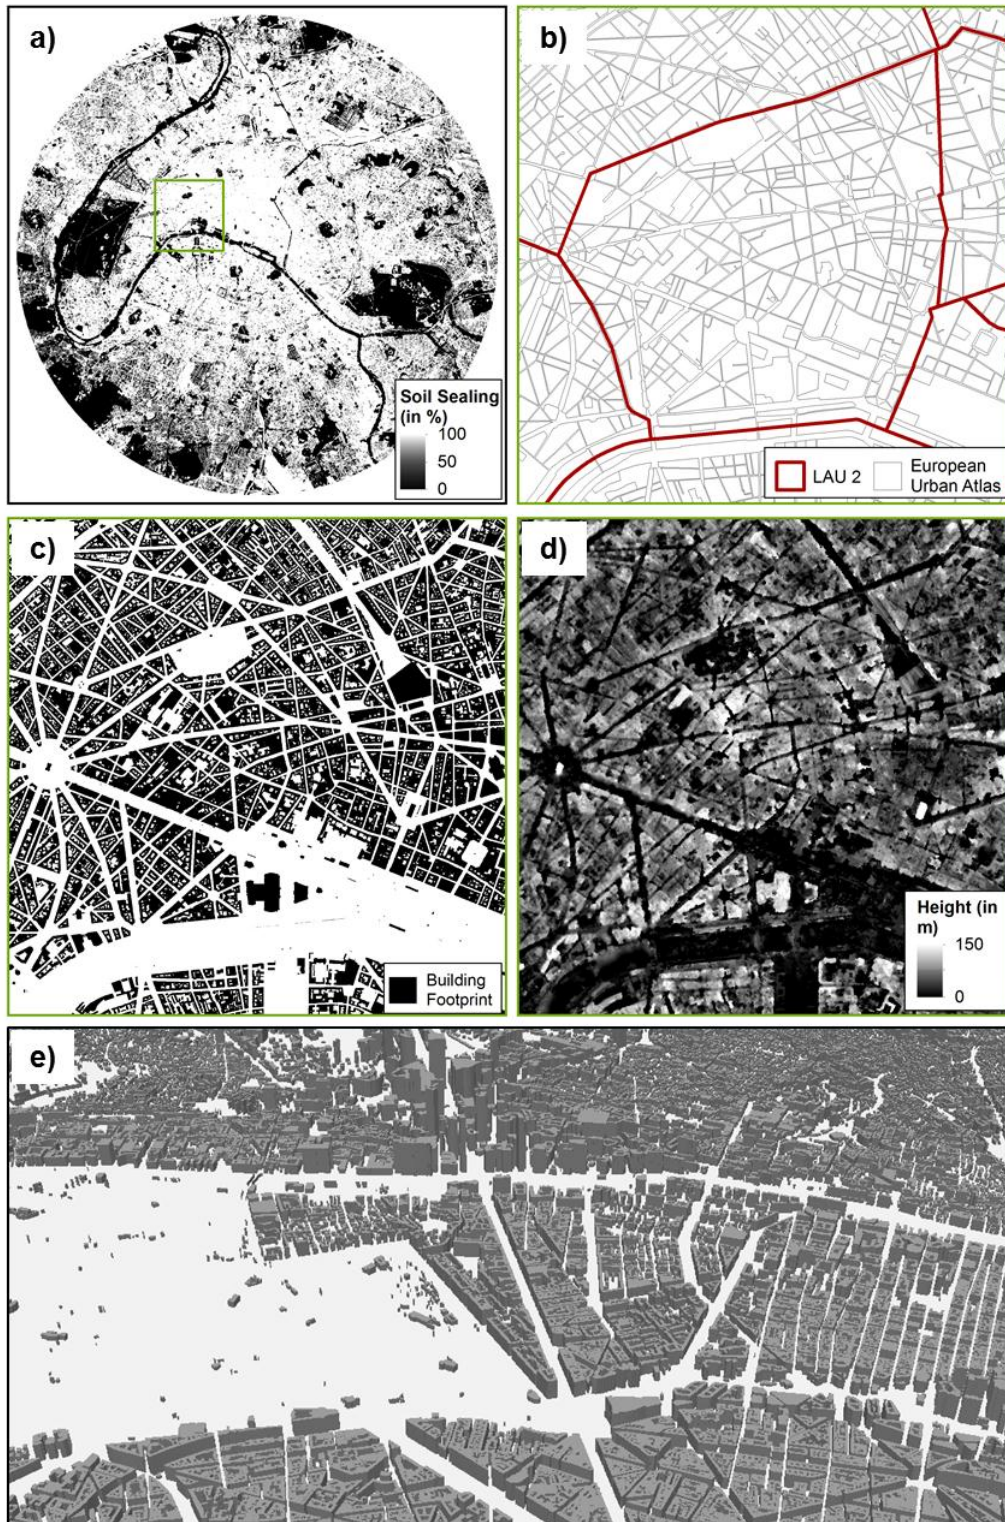 a)
Soil Sealing
(in %)
100
50
0
b)
LAU 2
European
Urban Atlas
c)
Building
Footprint
d)
Height (in
m)
150
0
e)